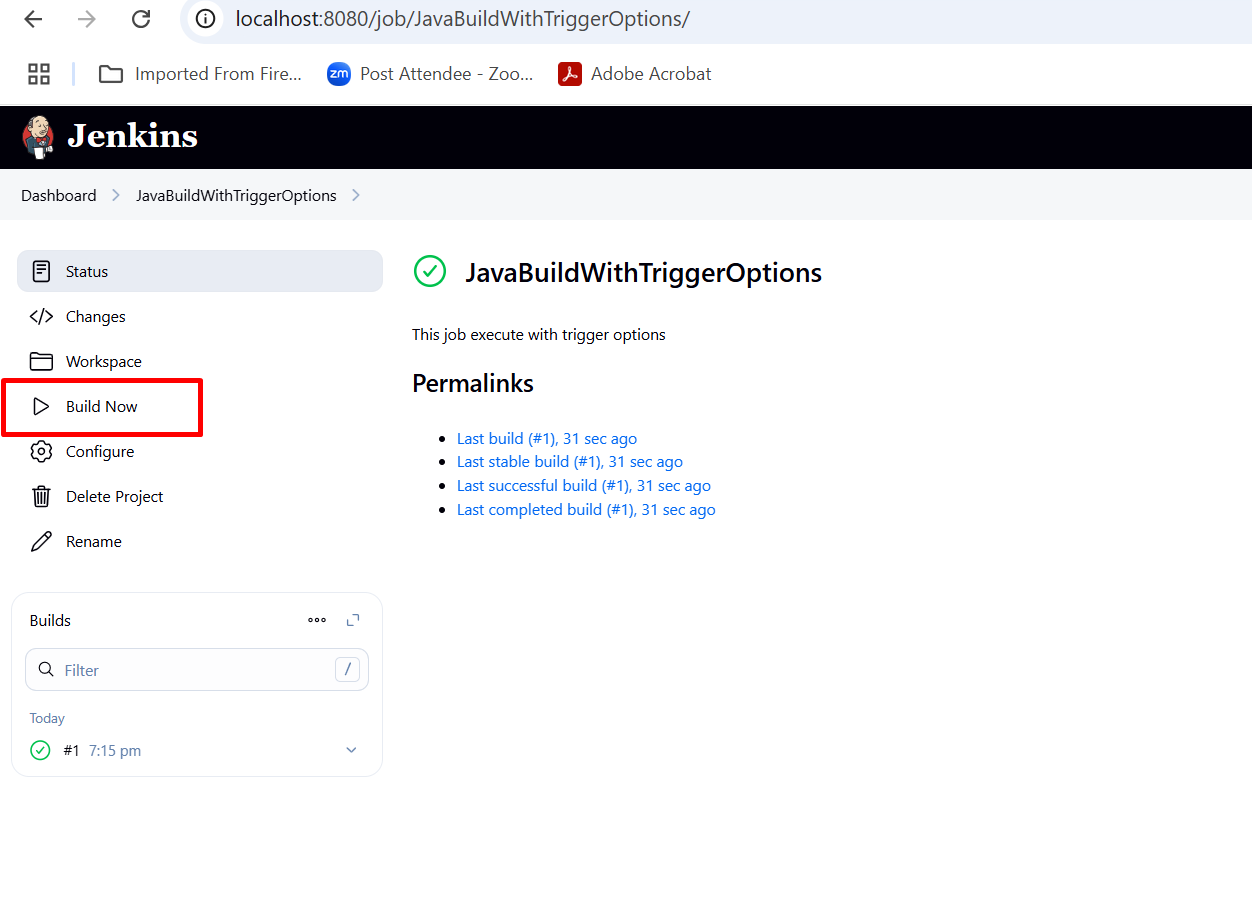 localhost:8080/job/JavaBuildWithTriggerOptions/
Imported From Fire... zm Post Attendee - Zoo... Adobe Acrobat
Jenkins
Dashboard JavaBuildWithTriggerOptions
Status
Changes
Workspace
Build Now
Configure
Delete Project
Rename
Builds
Filter /
Today
#1 7:15 pm
JavaBuildWithTriggerOptions
This job execute with trigger options
Permalinks
Last build (#1), 31 sec ago
Last stable build (#1), 31 sec ago
Last successful build (#1), 31 sec ago
Last completed build (#1), 31 sec ago